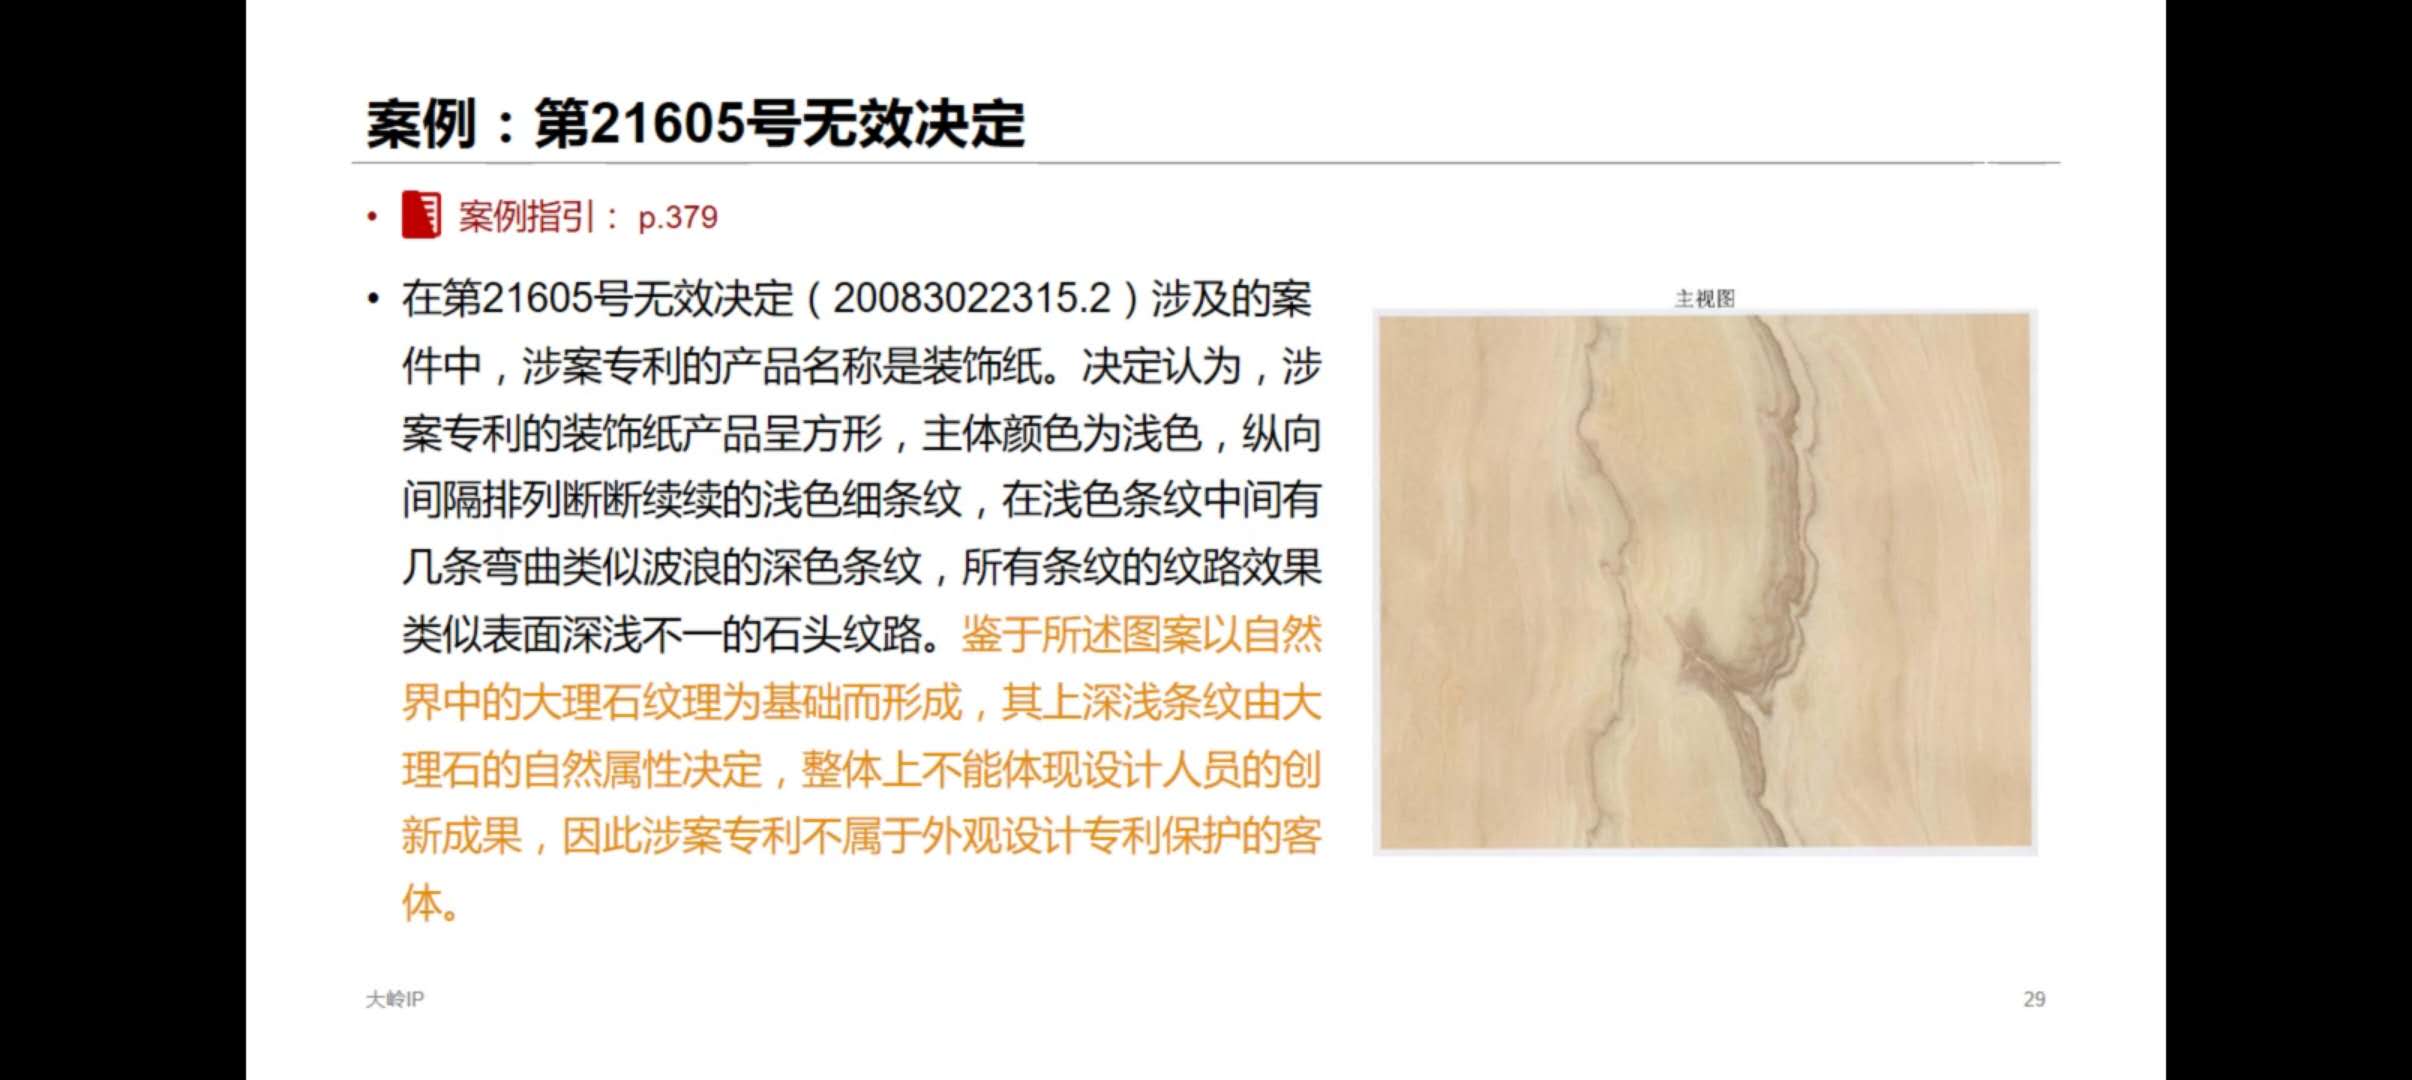 案例：第21605号无效决定
• 案例指引： p.379
• 在第21605号无效决定（20083022315.2）涉及的案
件中，涉案专利的产品名称是装饰纸。决定认为，涉
案专利的装饰纸产品呈方形，主体颜色为浅色，纵向
间隔排列断断续续的浅色细条纹，在浅色条纹中间有
几条弯曲类似波浪的深色条纹，所有条纹的纹路效果
类似表面深浅不一的石头纹路。鉴于所述图案以自然
界中的大理石纹理为基础而形成，其上深浅条纹由大
理石的自然属性决定，整体上不能体现设计人员的创
新成果，因此涉案专利不属于外观设计专利保护的客
体。
主视图
大岭IP
29